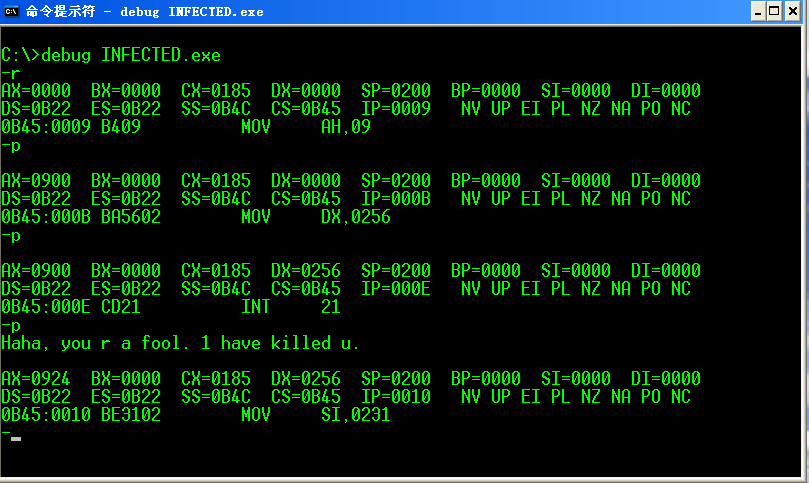 命令提示符 - debug INFECTED.exe
C:\>debug INFECTED.exe
-r
AX=0000 BX=0000 CX=0185 DX=0000 SP=0200 BP=0000 SI=0000 DI=0000
DS=0B22 ES=0B22 SS=0B4C CS=0B45 IP=0009 NV UP EI PL NZ NA PO NC
0B45:0009 B409 MOV AH,09
-p
AX=0900 BX=0000 CX=0185 DX=0000 SP=0200 BP=0000 SI=0000 DI=0000
DS=0B22 ES=0B22 SS=0B4C CS=0B45 IP=000B NV UP EI PL NZ NA PO NC
0B45:000B BA5602 MOV DX,0256
-p
AX=0900 BX=0000 CX=0185 DX=0256 SP=0200 BP=0000 SI=0000 DI=0000
DS=0B22 ES=0B22 SS=0B4C CS=0B45 IP=000E NV UP EI PL NZ NA PO NC
0B45:000E CD21 INT 21
-p
Haha, you r a fool. 1 have killed u.
AX=0924 BX=0000 CX=0185 DX=0256 SP=0200 BP=0000 SI=0000 DI=0000
DS=0B22 ES=0B22 SS=0B4C CS=0B45 IP=0010 NV UP EI PL NZ NA PO NC
0B45:0010 BE3102 MOV SI,0231
-